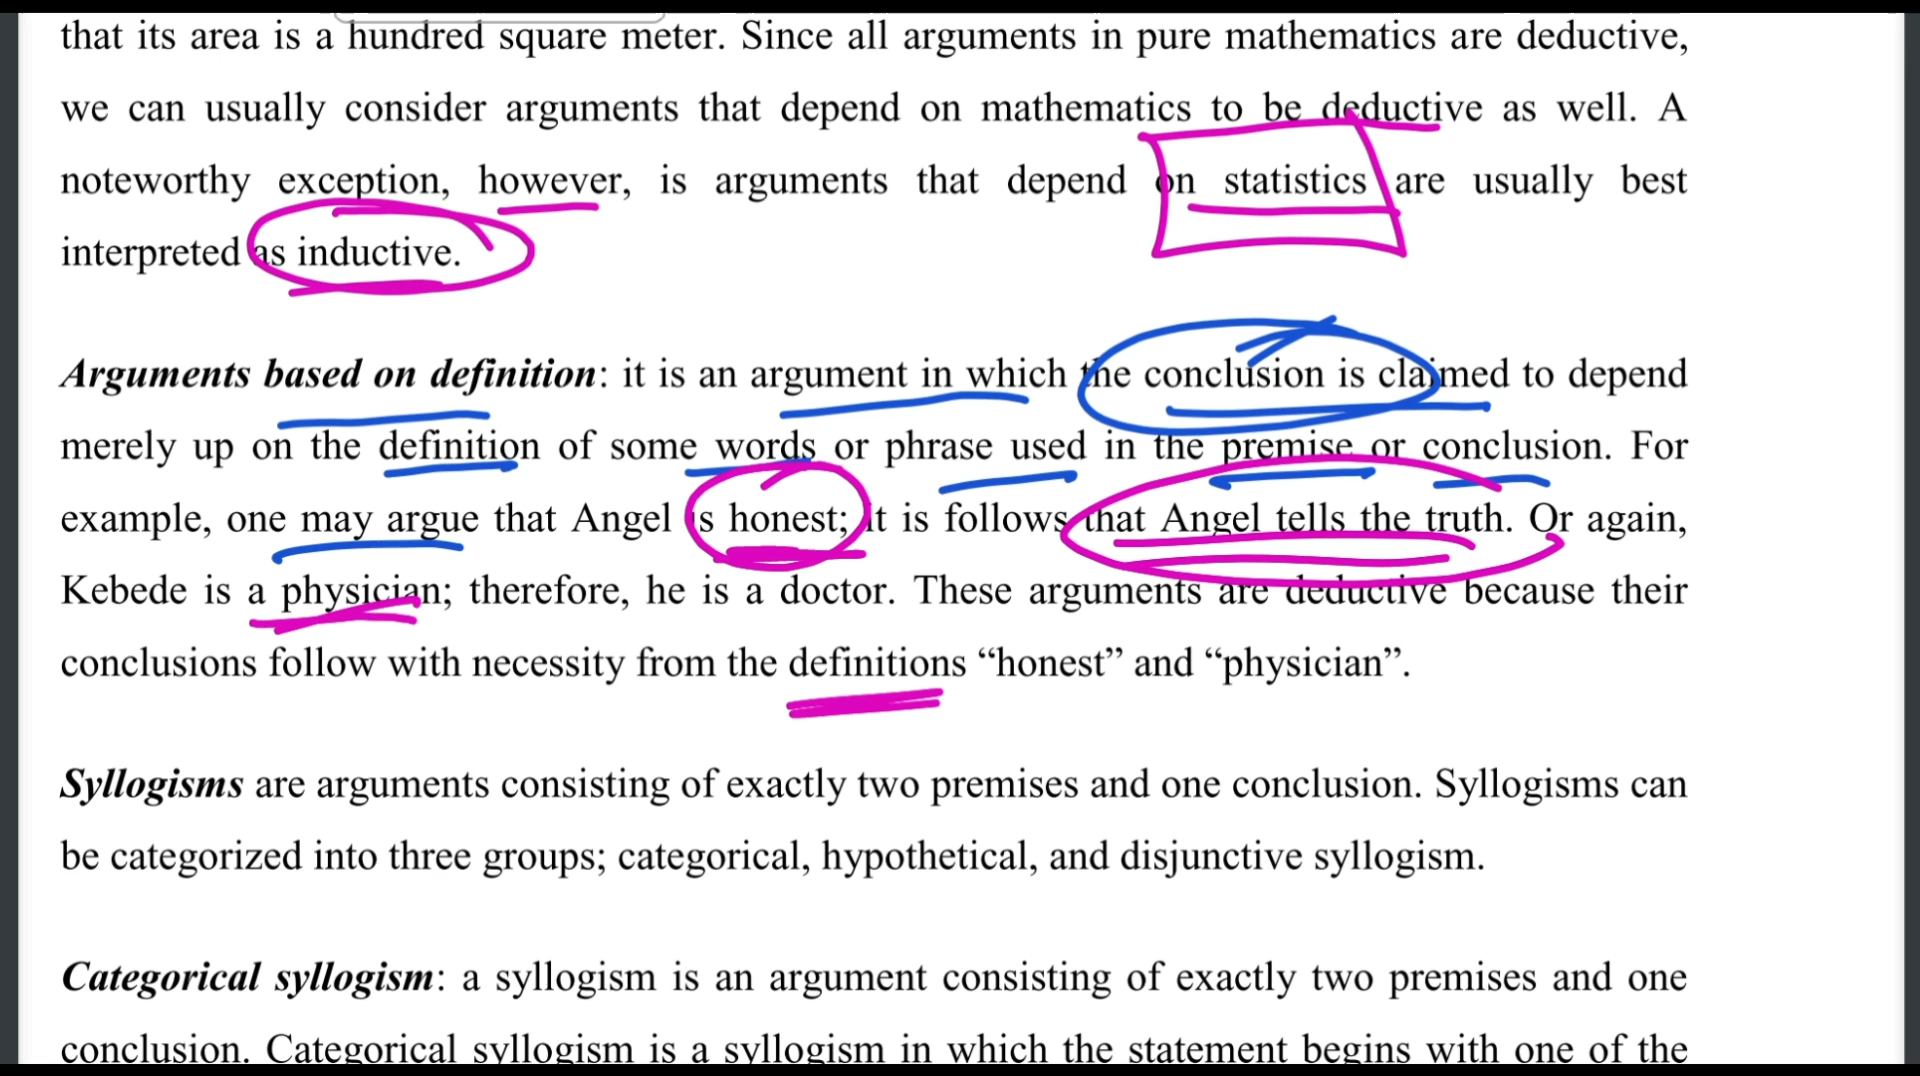 that its area is a hundred square meter. Since all arguments in pure mathematics are deductive,
we can usually consider arguments that depend on mathematics to be deductive as well. A
noteworthy exception, however, is arguments that depend on statistics are usually best
interpreted as inductive.
Arguments based on definition: it is an argument in which the conclusion is claimed to depend
merely up on the definition of some words or phrase used in the premise or conclusion. For
example, one may argue that Angel is honest; it is follows that Angel tells the truth. Or again,
Kebede is a physician; therefore, he is a doctor. These arguments are deductive because their
conclusions follow with necessity from the definitions “honest” and “physician”.
Syllogisms are arguments consisting of exactly two premises and one conclusion. Syllogisms can
be categorized into three groups; categorical, hypothetical, and disjunctive syllogism.
Categorical syllogism: a syllogism is an argument consisting of exactly two premises and one
conclusion. Categorical syllogism is a syllogism in which the statement begins with one of the